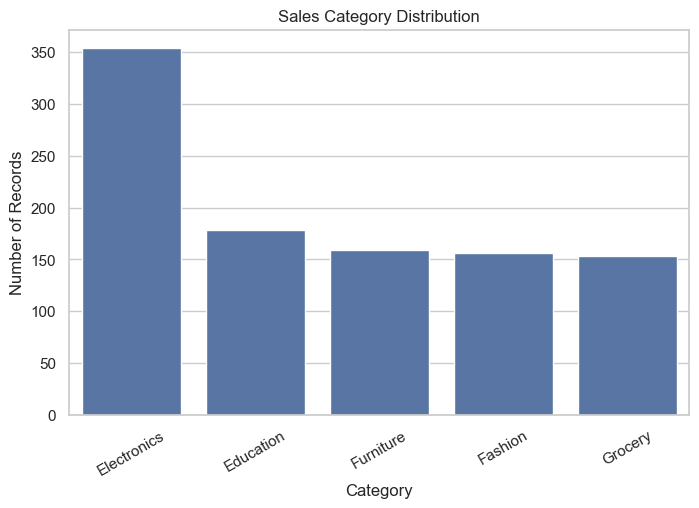 Sales Category Distribution
Number of Records
350
300
250
200
150
100
50
0
Electronics
Education
Furniture
Fashion
Grocery
Category